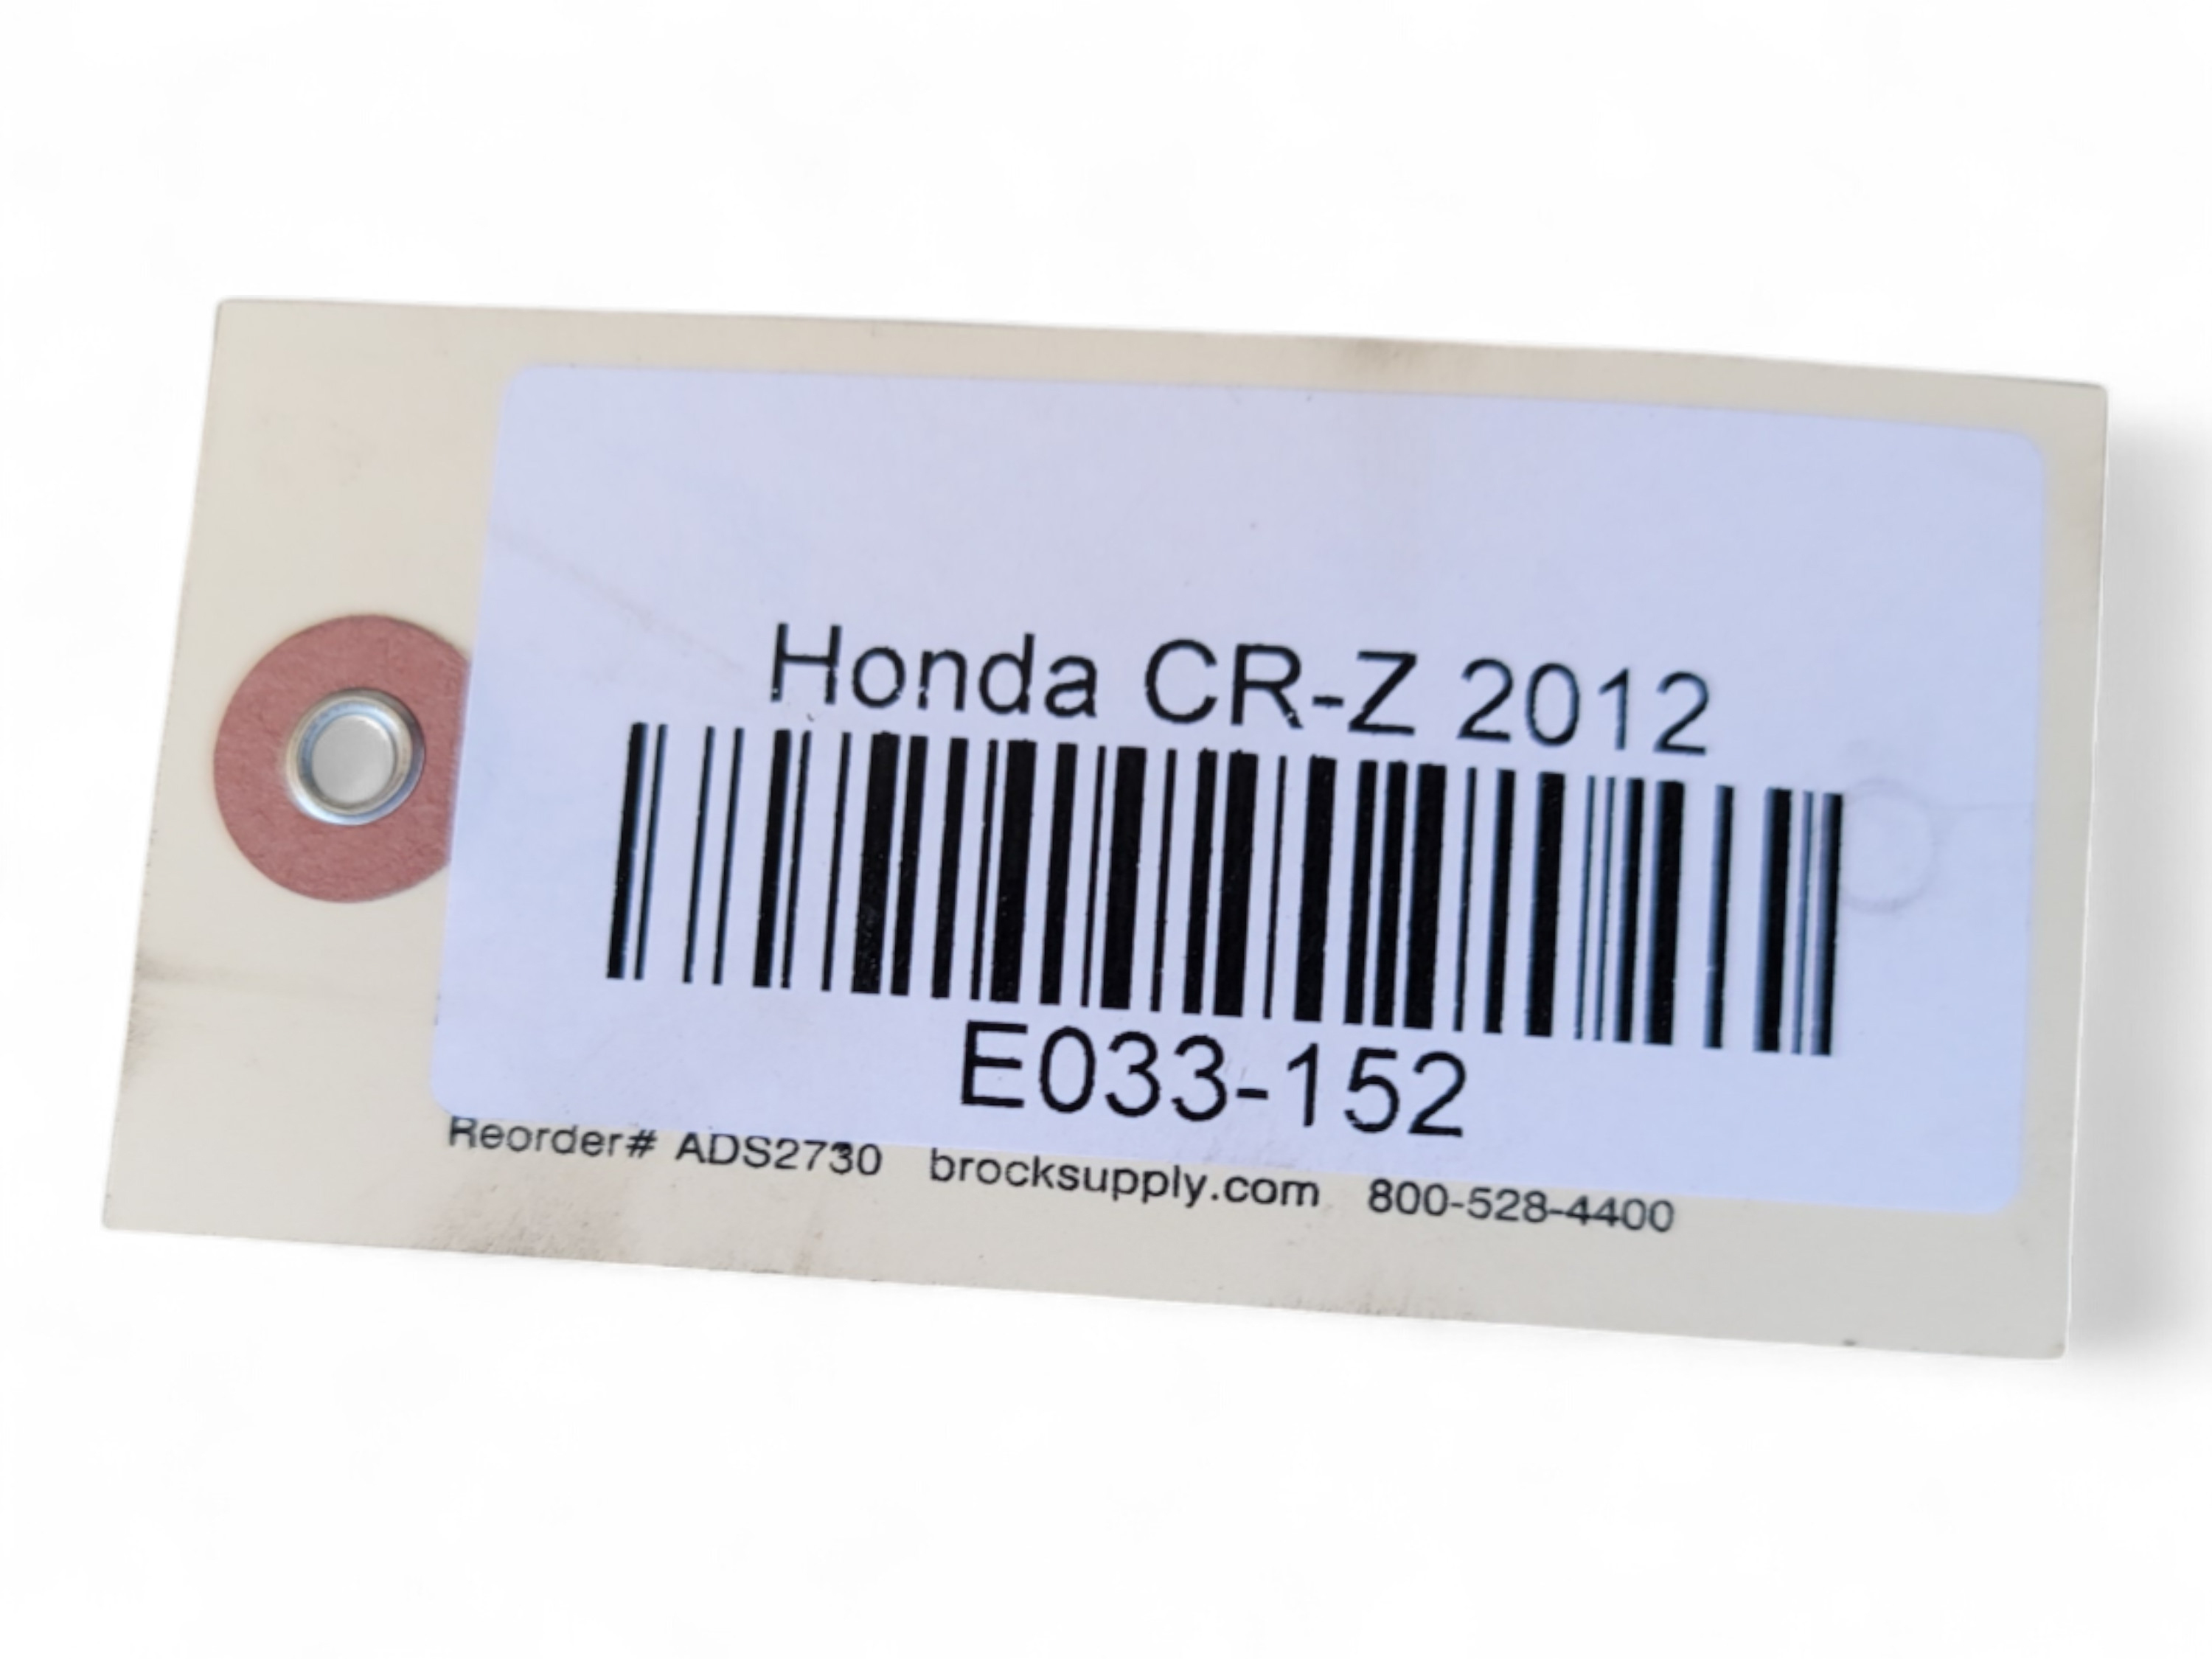 Honda CR-Z 2012
E033-152
Reorder# ADS2730 brocksupply.com 800-528-4400